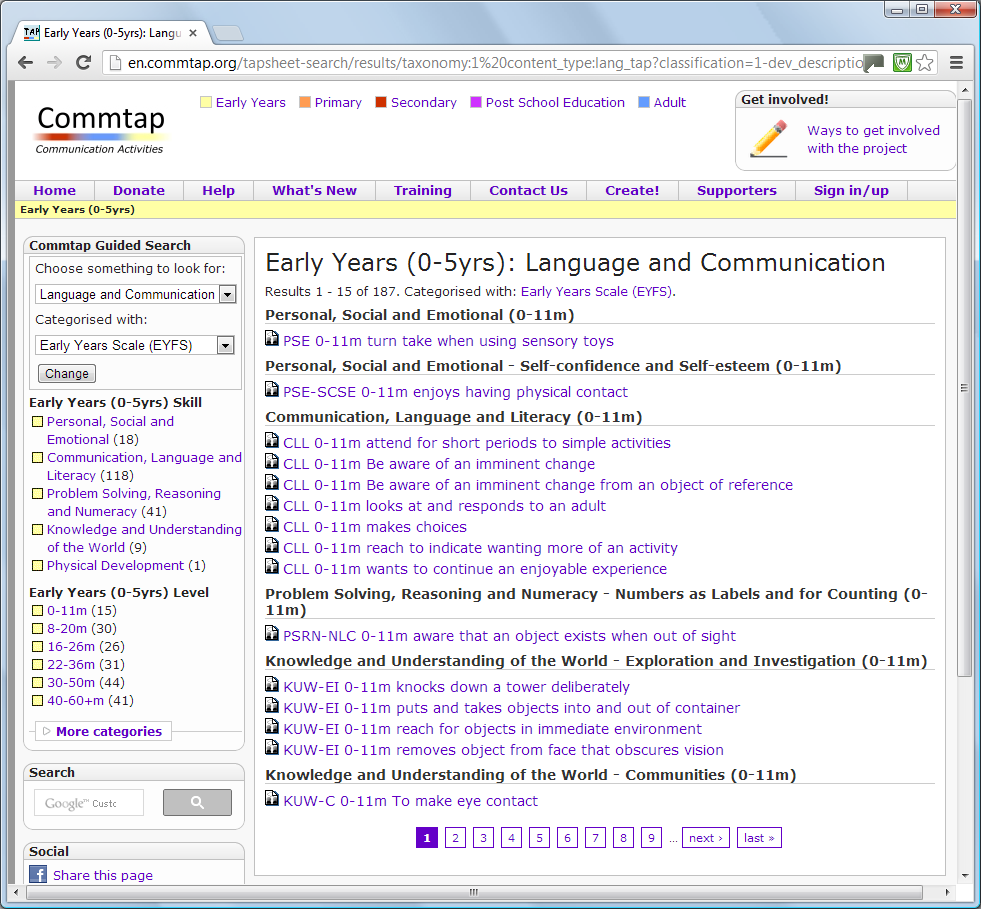 Early Years (0-5yrs): Langu
en.commtap.org/tapsheet-search/results/taxonomy:1%20content_type:lang_tap?classification=1-dev_descriptio
Commtap
Communication Activities
Early Years Primary Secondary Post School Education Adult
Get involved!
Ways to get involved
with the project
Home Donate Help What's New Training Contact Us Create! Supporters Sign in/up
Early Years (0-5yrs)
Commtap Guided Search
Choose something to look for:
Language and Communication
Categorised with:
Early Years Scale (EYFS)
Change
Early Years (0-5yrs) Skill
Personal, Social and
Emotional (18)
Communication, Language and
Literacy (118)
Problem Solving, Reasoning
and Numeracy (41)
Knowledge and Understanding
of the World (9)
Physical Development (1)
Early Years (0-5yrs) Level
0-11m (15)
8-20m (30)
16-26m (26)
22-36m (31)
30-50m (44)
40-60+m (41)
More categories
Search
Google™ Custo
Social
Share this page
Early Years (0-5yrs): Language and Communication
Results 1 - 15 of 187. Categorised with: Early Years Scale (EYFS).
Personal, Social and Emotional (0-11m)
PSE 0-11m turn take when using sensory toys
Personal, Social and Emotional - Self-confidence and Self-esteem (0-11m)
PSE-SCSE 0-11m enjoys having physical contact
Communication, Language and Literacy (0-11m)
CLL 0-11m attend for short periods to simple activities
CLL 0-11m Be aware of an imminent change
CLL 0-11m Be aware of an imminent change from an object of reference
CLL 0-11m looks at and responds to an adult
CLL 0-11m makes choices
CLL 0-11m reach to indicate wanting more of an activity
CLL 0-11m wants to continue an enjoyable experience
Problem Solving, Reasoning and Numeracy - Numbers as Labels and for Counting (0-
11m)
PSRN-NLC 0-11m aware that an object exists when out of sight
Knowledge and Understanding of the World - Exploration and Investigation (0-11m)
KUW-EI 0-11m knocks down a tower deliberately
KUW-EI 0-11m puts and takes objects into and out of container
KUW-EI 0-11m reach for objects in immediate environment
KUW-EI 0-11m removes object from face that obscures vision
Knowledge and Understanding of the World - Communities (0-11m)
KUW-C 0-11m To make eye contact
1 2 3 4 5 6 7 8 9 ... next › last »